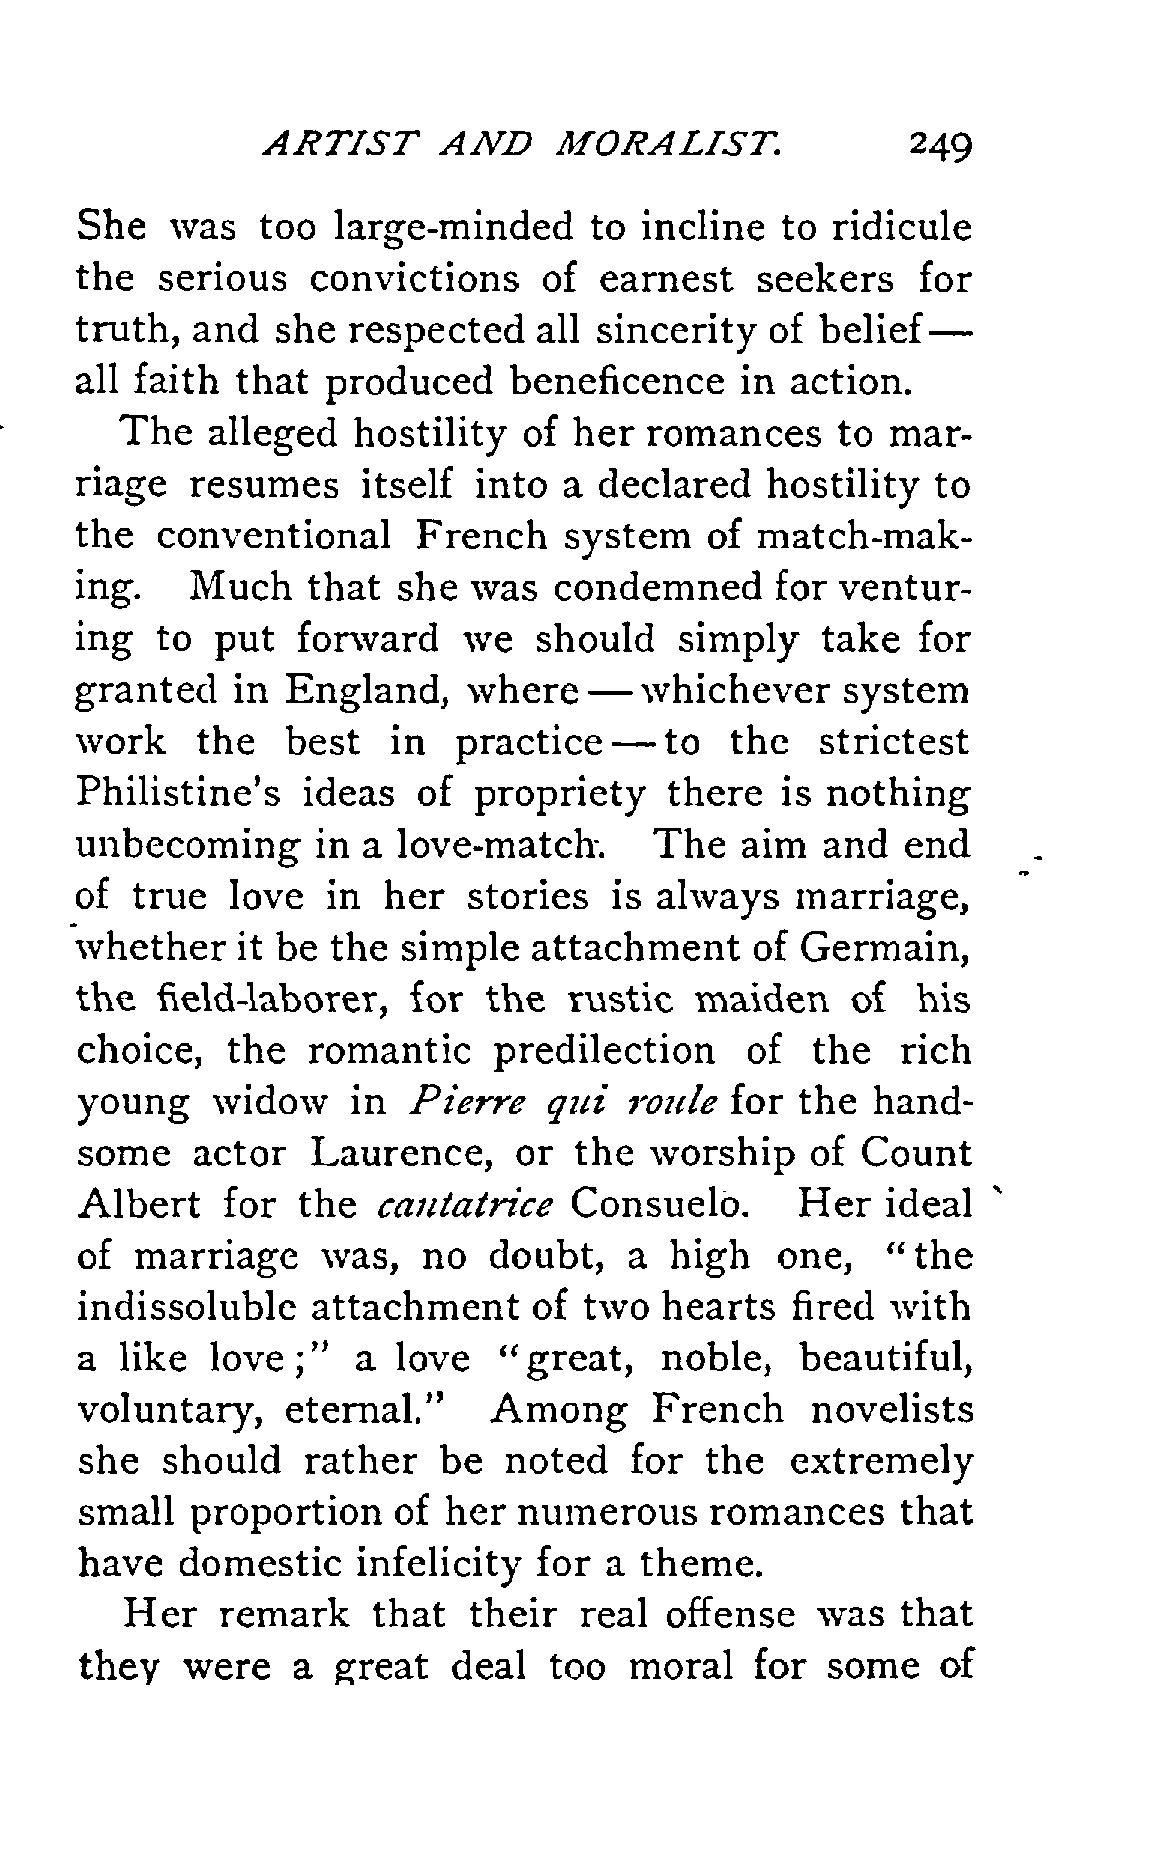 ARTIST AND MORALIST. 249
She was too large-minded to incline to ridicule
the serious convictions of earnest seekers for
truth, and she respected all sincerity of belief—
all faith that produced beneficence in action.
The alleged hostility of her romances to mar-
riage resumes itself into a declared hostility to
the conventional French system of match-mak-
ing. Much that she was condemned for ventur-
ing to put forward we should simply take for
granted in England, where — whichever system
work the best in practice — to the strictest
Philistine's ideas of propriety there is nothing
unbecoming in a love-match. The aim and end
of true love in her stories is always marriage,
whether it be the simple attachment of Germain,
the field-laborer, for the rustic maiden of his
choice, the romantic predilection of the rich
young widow in Pierre qui roule for the hand-
some actor Laurence, or the worship of Count
Albert for the cantatrice Consuelo. Her ideal
of marriage was, no doubt, a high one, "the
indissoluble attachment of two hearts fired with
a like love;" a love "great, noble, beautiful,
voluntary, eternal." Among French novelists
she should rather be noted for the extremely
small proportion of her numerous romances that
have domestic infelicity for a theme.
Her remark that their real offense was that
they were a great deal too moral for some of